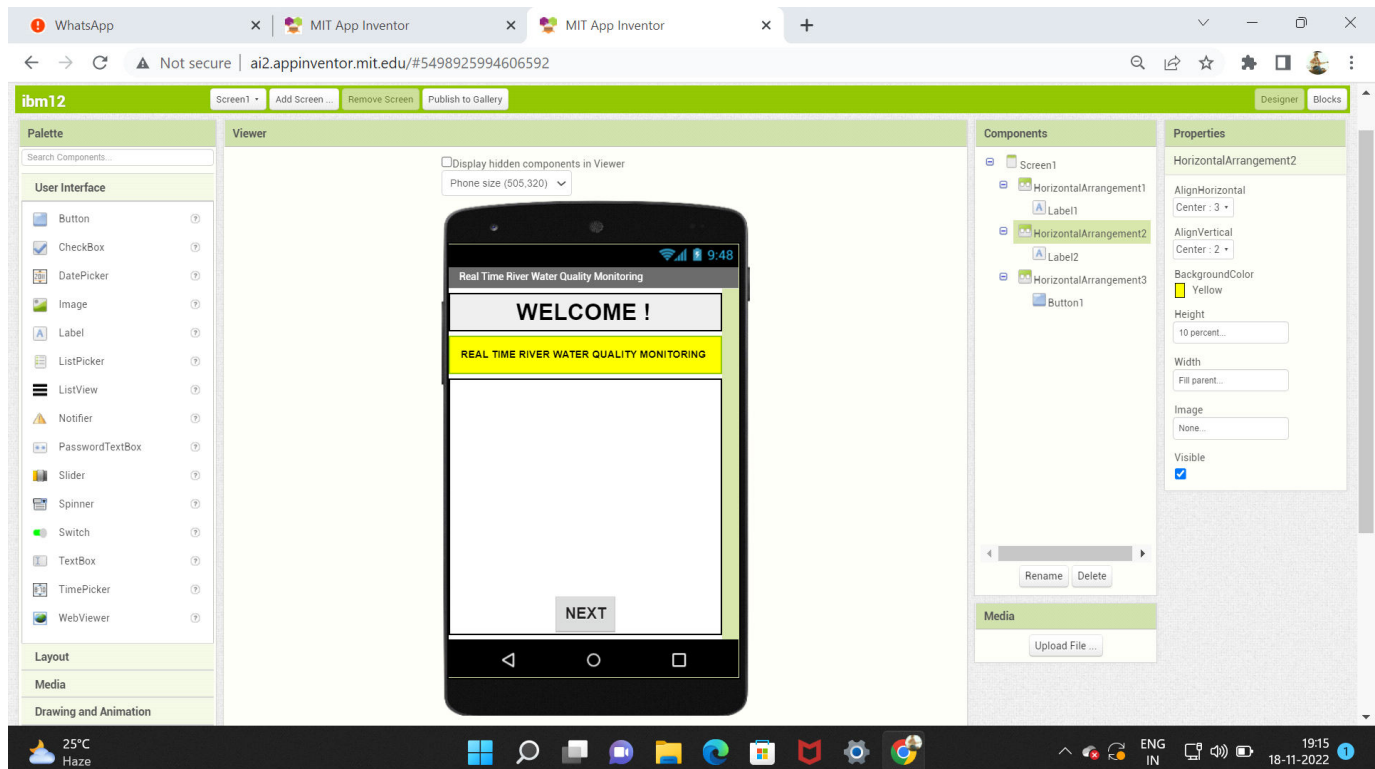 WhatsApp
MIT App Inventor
MIT App Inventor
Not secure | ai2.appinventor.mit.edu/#5498925994606592
ibm12
Screen1
Add Screen ...
Remove Screen
Publish to Gallery
Designer
Blocks
Palette
Search Components...
User Interface
Button
CheckBox
DatePicker
Image
Label
ListPicker
ListView
Notifier
PasswordTextBox
Slider
Spinner
Switch
TextBox
TimePicker
WebViewer
Layout
Media
Drawing and Animation
Viewer
Display hidden components in Viewer
Phone size (505,320)
9:48
Real Time River Water Quality Monitoring
WELCOME !
REAL TIME RIVER WATER QUALITY MONITORING
NEXT
Components
Screen1
HorizontalArrangement1
Label1
HorizontalArrangement2
Label2
HorizontalArrangement3
Button1
Rename
Delete
Media
Upload File ...
Properties
HorizontalArrangement2
AlignHorizontal
Center : 3
AlignVertical
Center : 2
BackgroundColor
Yellow
Height
10 percent...
Width
Fill parent...
Image
None...
Visible
25°C
Haze
ENG
IN
19:15
18-11-2022
1